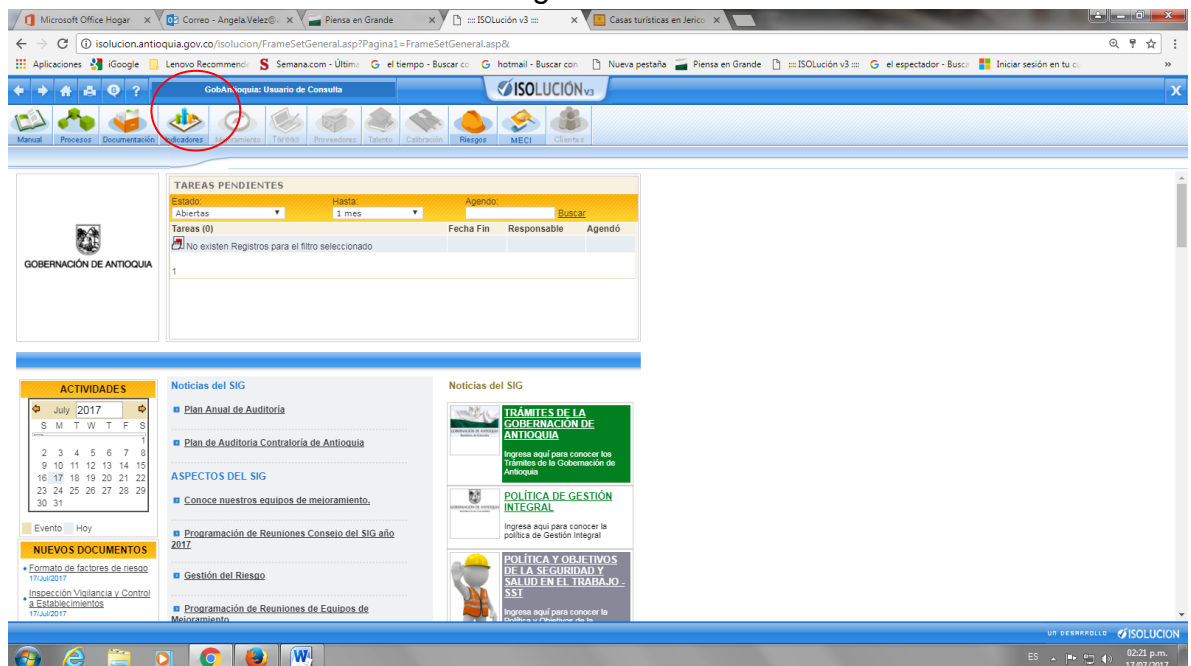 Microsoft Office Hogar
Correo - Angela.Velez@
Piensa en Grande
:::: ISOLución v3 ::::
Casas turísticas en Jerico
isolucion.antioquia.gov.co/isolucion/FrameSetGeneral.asp?Pagina1=FrameSetGeneral.asp&
Aplicaciones
iGoogle
Lenovo Recommend
Semana.com - Última
el tiempo - Buscar co
hotmail - Buscar con
Nueva pestaña
Piensa en Grande
:::: ISOLución v3 ::::
el espectador - Busca
Iniciar sesión en tu c
»
GobAntioquia: Usuario de Consulta
ISOLUCIÓN V3
X
Manual
Procesos
Documentación
Indicadores
Mejoramiento
Tareas
Proveedores
Talento
Calibración
Riesgos
MECI
Clientes
GOBERNACIÓN DE ANTIOQUIA
TAREAS PENDIENTES
Estado:
Hasta:
Agendo:
Abiertas
1 mes
Buscar
Tareas (0)
Fecha Fin
Responsable
Agendó
No existen Registros para el filtro seleccionado
1
ACTIVIDADES
July 2017
S M T W T F S
1
2 3 4 5 6 7 8
9 10 11 12 13 14 15
16 17 18 19 20 21 22
23 24 25 26 27 28 29
30 31
Evento Hoy
NUEVOS DOCUMENTOS
Formato de factores de riesgo
17/Jul/2017
Inspección Vigilancia y Control
a Establecimientos
17/Jul/2017
Noticias del SIG
Plan Anual de Auditoría
Plan de Auditoria Contraloría de Antioquia
ASPECTOS DEL SIG
Conoce nuestros equipos de mejoramiento.
Programación de Reuniones Consejo del SIG año
2017
Gestión del Riesgo
Programación de Reuniones de Equipos de
Mejoramiento
Noticias del SIG
TRÁMITES DE LA
GOBERNACIÓN DE
ANTIOQUIA
Ingresa aquí para conocer los
Trámites de la Gobernación de
Antioquia
POLÍTICA DE GESTIÓN
INTEGRAL
Ingresa aquí para conocer la
política de Gestión Integral
POLÍTICA Y OBJETIVOS
DE LA SEGURIDAD Y
SALUD EN EL TRABAJO -
SST
Ingresa aquí para conocer la
Política y Objetivos de la
UN DESARROLLO ISOLUCION
ES
02:21 p.m.
17/07/2017